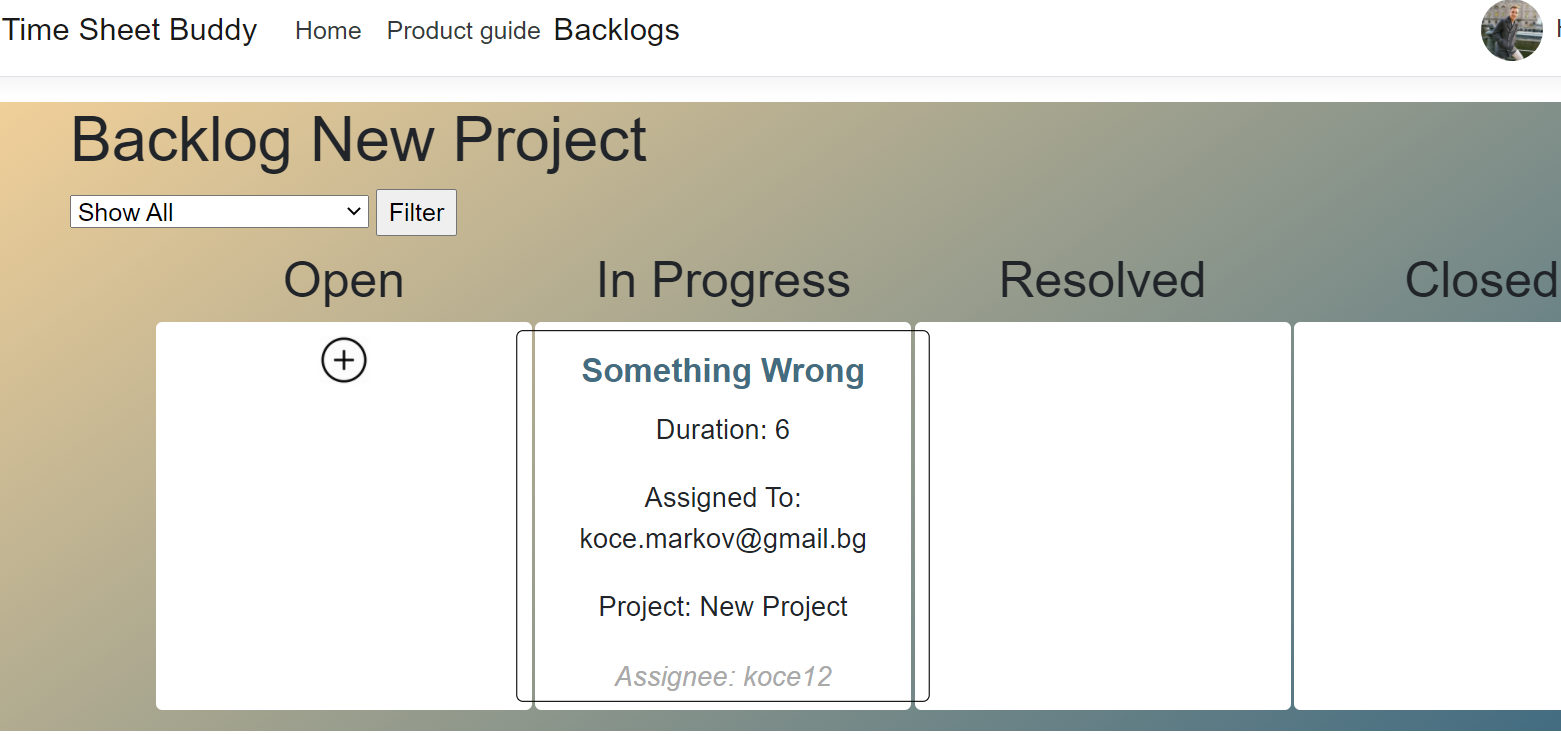 Time Sheet Buddy Home Product guide Backlogs
Backlog New Project
Show All Filter
Open In Progress Resolved Closed
Something Wrong
Duration: 6
Assigned To:
koce.markov@gmail.bg
Project: New Project
Assignee: koce12